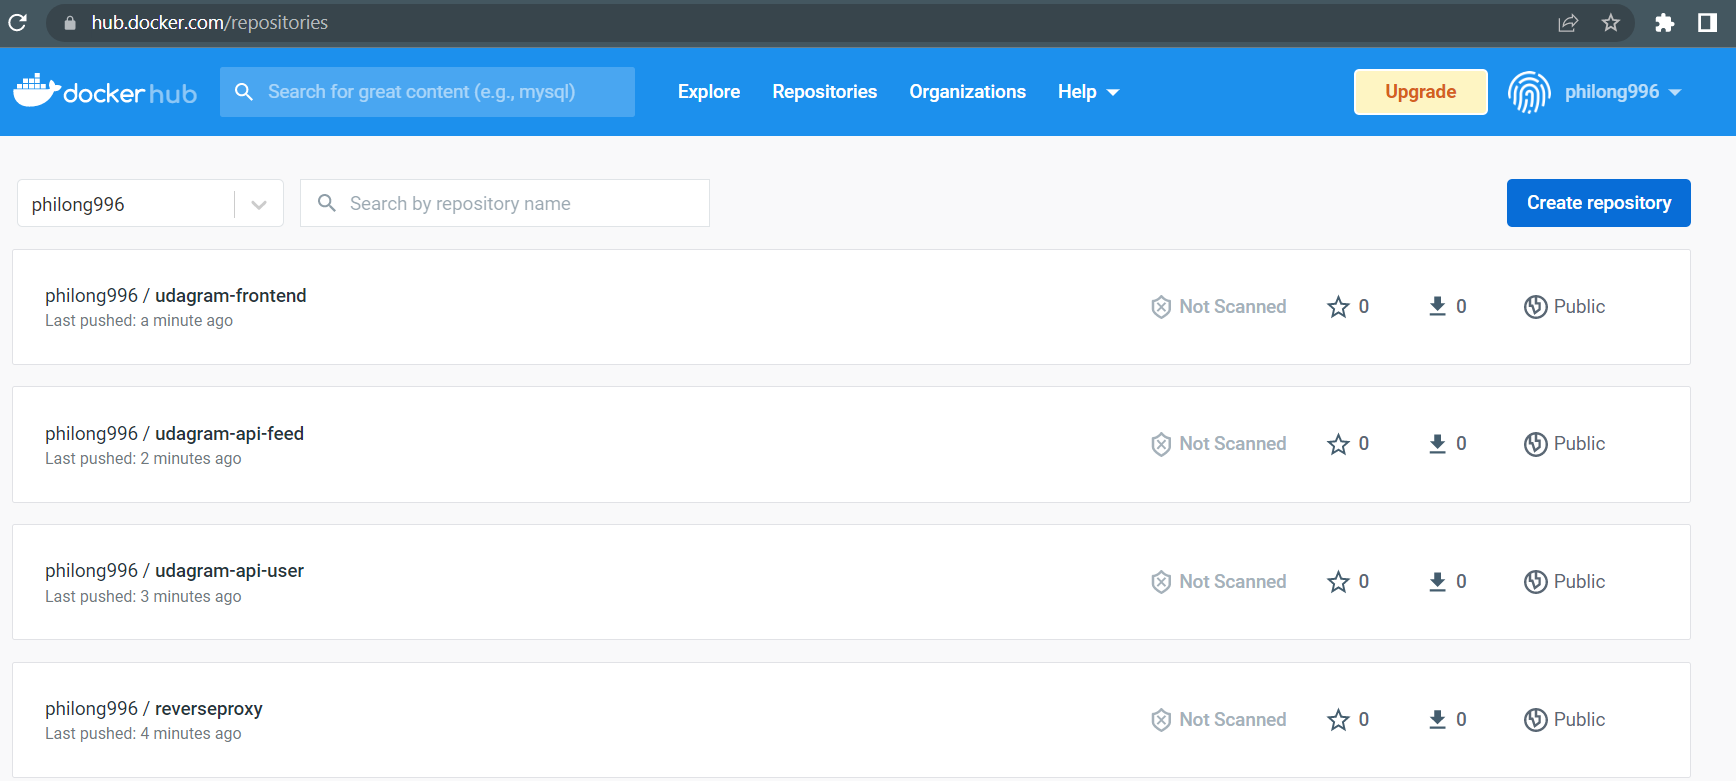 hub.docker.com/repositories
docker hub
Search for great content (e.g., mysql)
Explore
Repositories
Organizations
Help
Upgrade
philong996
philong996
Search by repository name
Create repository
philong996 / udagram-frontend
Last pushed: a minute ago
Not Scanned
0
0
Public
philong996 / udagram-api-feed
Last pushed: 2 minutes ago
Not Scanned
0
0
Public
philong996 / udagram-api-user
Last pushed: 3 minutes ago
Not Scanned
0
0
Public
philong996 / reverseproxy
Last pushed: 4 minutes ago
Not Scanned
0
0
Public